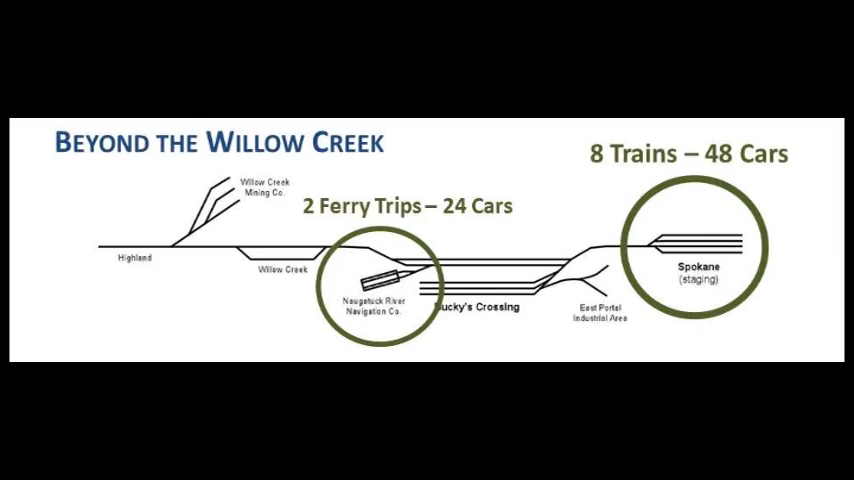 BEYOND THE WILLOW CREEK
8 Trains – 48 Cars
Willow Creek
Mining Co.
2 Ferry Trips – 24 Cars
Highland
Willow Creek
Naugatuck River
Navigation Co.
Bucky's Crossing
East Portal
Industrial Area
Spokane
(staging)